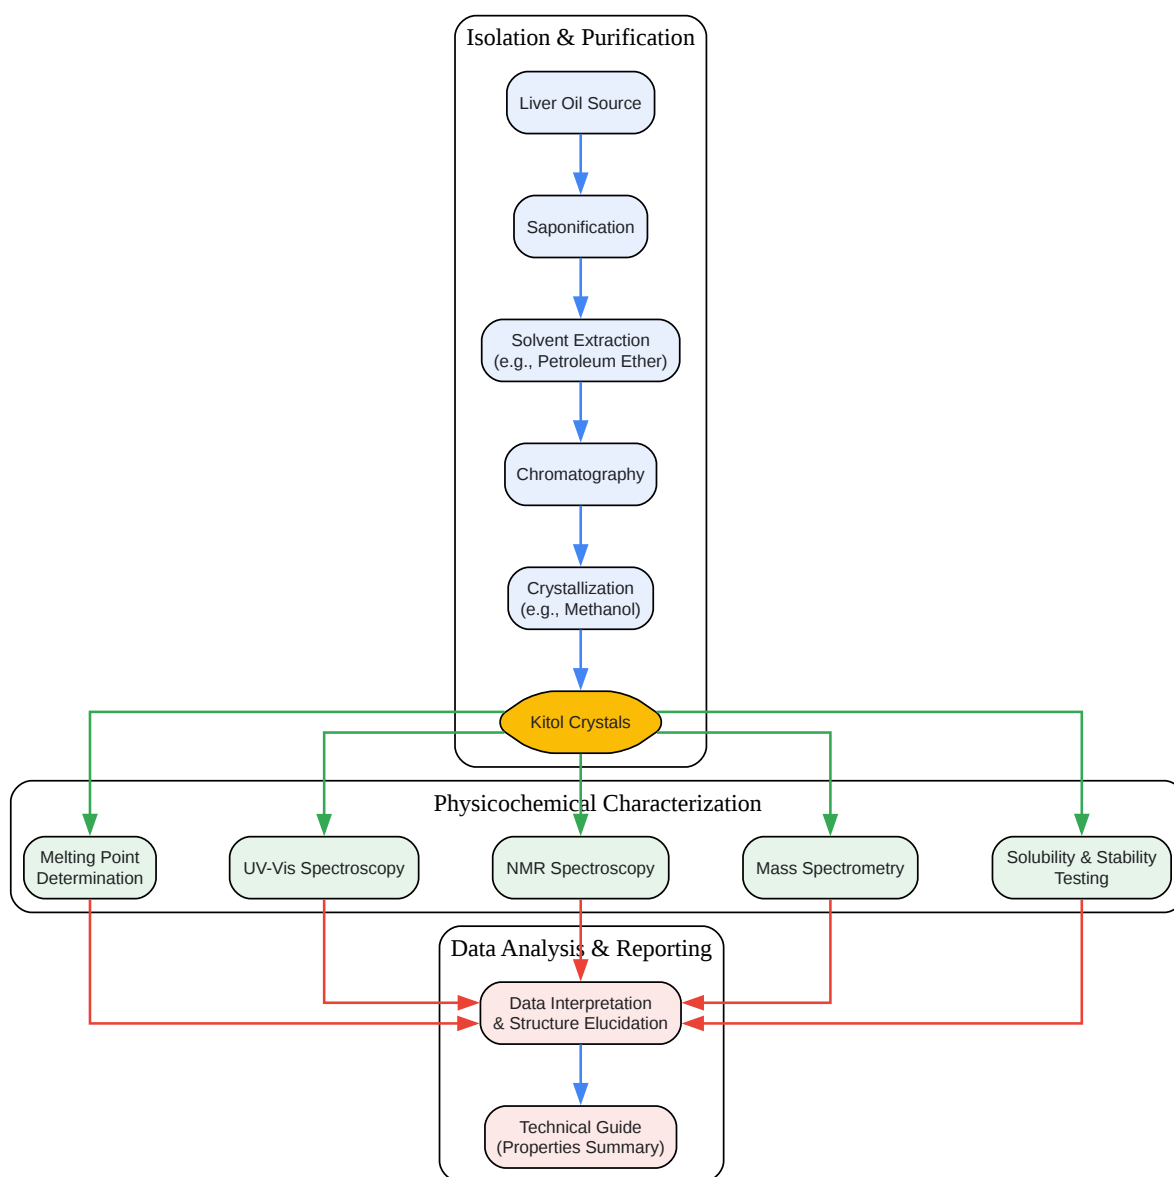 Isolation & Purification
Liver Oil Source
Saponification
Solvent Extraction
(e.g., Petroleum Ether)
Chromatography
Crystallization
(e.g., Methanol)
Kitol Crystals
Physicochemical Characterization
Melting Point
Determination
UV-Vis Spectroscopy
NMR Spectroscopy
Mass Spectrometry
Solubility & Stability
Testing
Data Analysis & Reporting
Data Interpretation
& Structure Elucidation
Technical Guide
(Properties Summary)